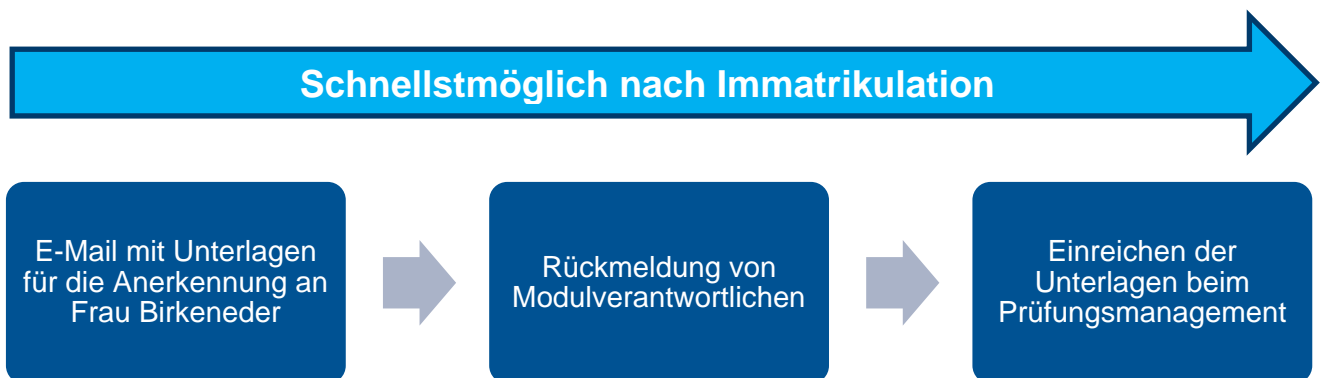 Schnellstmöglich nach Immatrikulation
E-Mail mit Unterlagen
für die Anerkennung an
Frau Birkeneder
Rückmeldung von
Modulverantwortlichen
Einreichen der
Unterlagen beim
Prüfungsmanagement